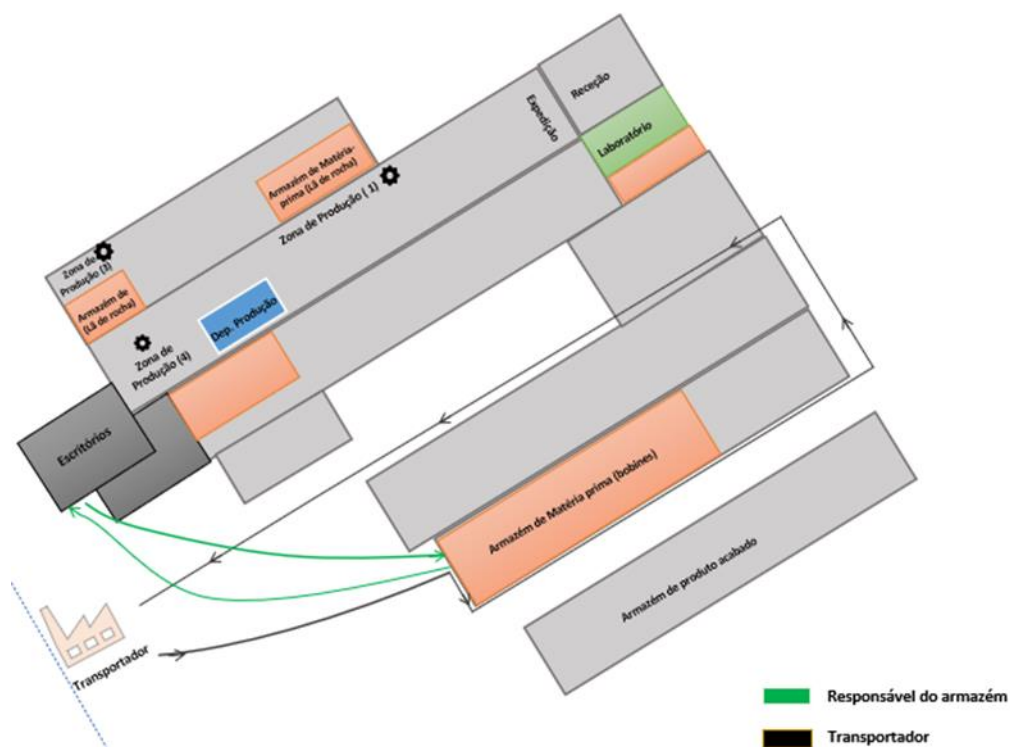 Receção
Expedição
Laboratório
Armazém de Matéria-
prima (Lã de rocha)
Zona de Produção ( 1)
Zona de
Produção (3)
Armazém de
(Lã de rocha)
Dep. Produção
Zona de
Produção (4)
Escritórios
Armazém de Matéria prima (bobines)
Armazém de produto acabado
Transportador
Responsável do armazém
Transportador